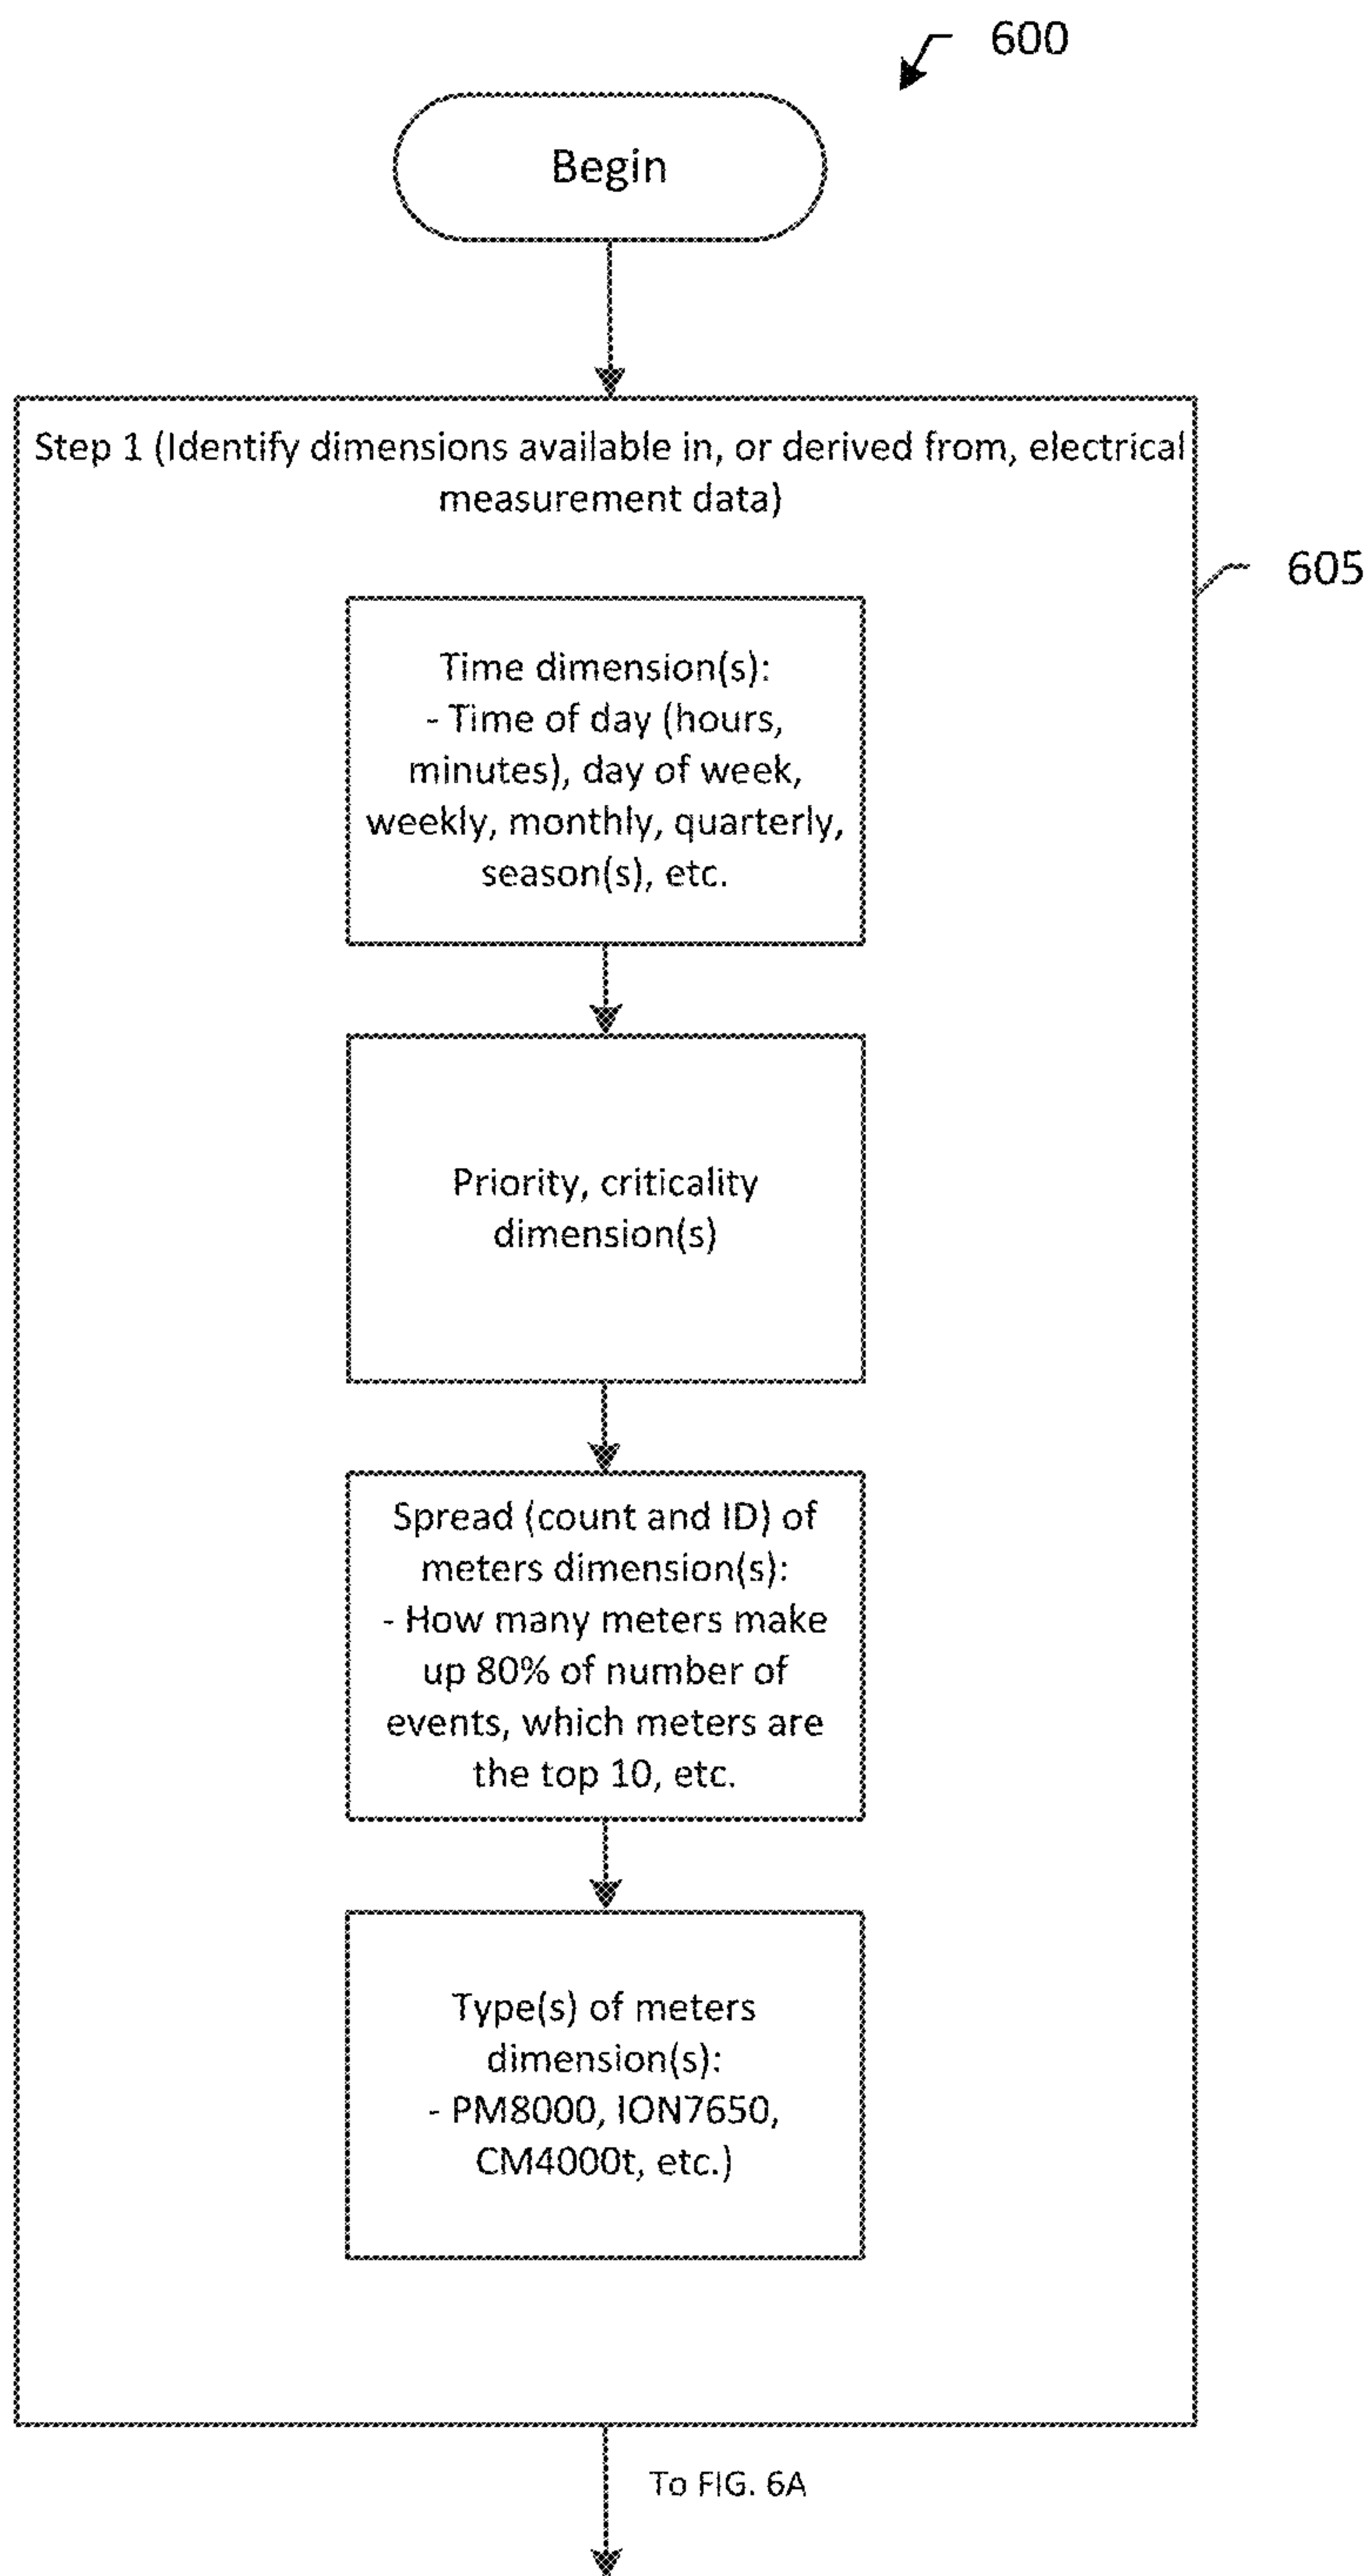 600
Begin
Step 1 (Identify dimensions available in, or derived from, electrical
measurement data)
605
Time dimension(s):
- Time of day (hours,
minutes), day of week,
weekly, monthly, quarterly,
season(s), etc.
Priority, criticality
dimension(s)
Spread (count and ID) of
meters dimension(s):
- How many meters make
up 80% of number of
events, which meters are
the top 10, etc.
Type(s) of meters
dimension(s):
- PM8000, ION7650,
CM4000t, etc.)
To FIG. 6A